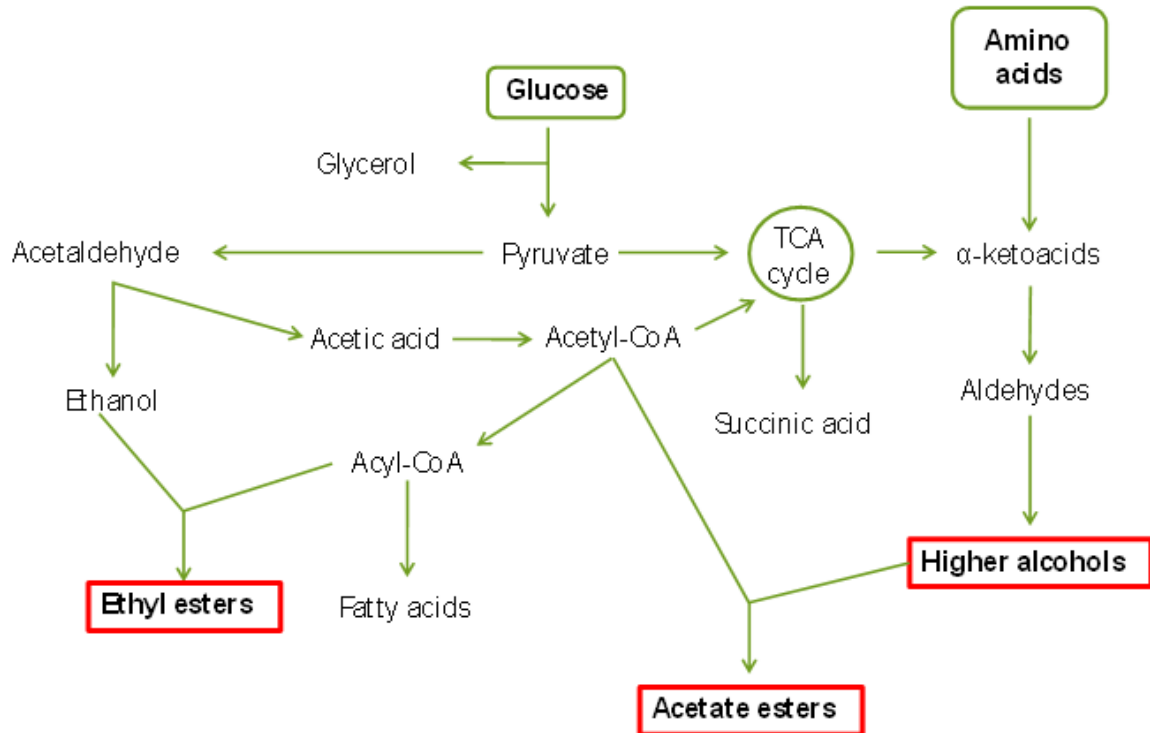 Amino
acids
Glucose
Glycerol
Acetaldehyde
Pyruvate
TCA
cycle
α-ketoacids
Acetic acid
Acetyl-CoA
Ethanol
Aldehydes
Succinic acid
Acyl-CoA
Higher alcohols
Ethyl esters
Fatty acids
Acetate esters